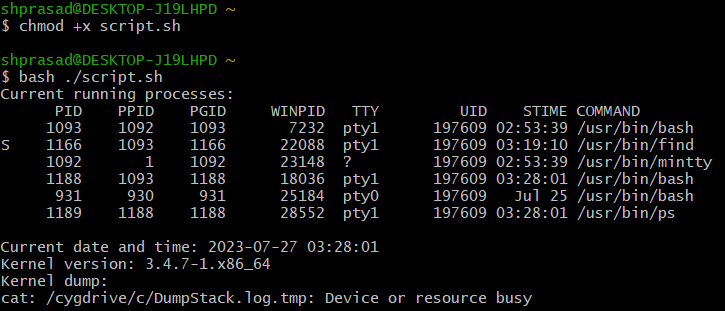 shprasad@DESKTOP-J19LHPD ~
$ chmod +x script.sh
shprasad@DESKTOP-J19LHPD ~
$ bash ./script.sh
Current running processes:
PID PPID PGID WINPID TTY UID STIME COMMAND
1093 1092 1093 7232 pty1 197609 02:53:39 /usr/bin/bash
S 1166 1093 1166 22088 pty1 197609 03:19:10 /usr/bin/find
1092 1 1092 23148 ? 197609 02:53:39 /usr/bin/mintty
1188 1093 1188 18036 pty1 197609 03:28:01 /usr/bin/bash
931 930 931 25184 pty0 197609 Jul 25 /usr/bin/bash
1189 1188 1188 28552 pty1 197609 03:28:01 /usr/bin/ps
Current date and time: 2023-07-27 03:28:01
Kernel version: 3.4.7-1.x86_64
Kernel dump:
cat: /cygdrive/c/DumpStack.log.tmp: Device or resource busy